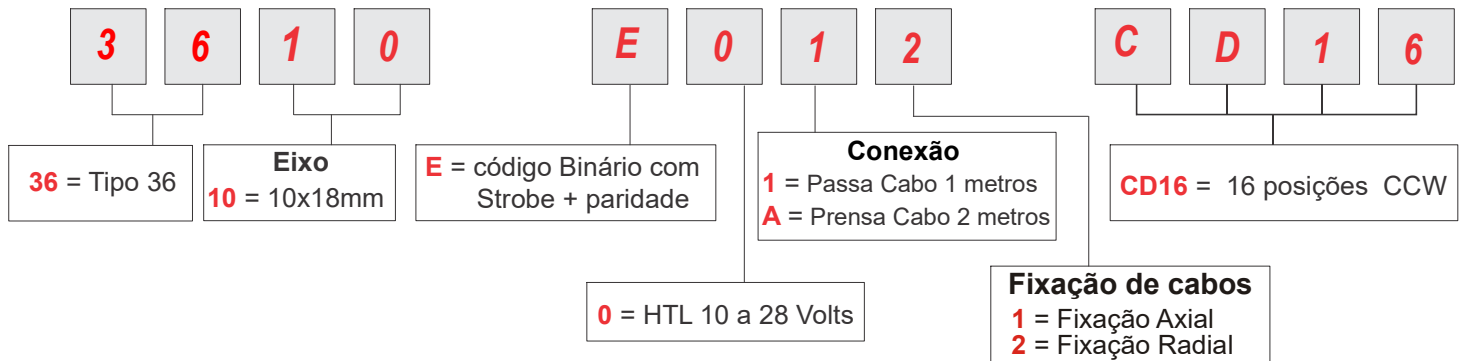 3 6 1 0 E 0 1 2 C D 1 6
36 = Tipo 36
Eixo
10 = 10x18mm
E = código Binário com
Strobe + paridade
Conexão
1 = Passa Cabo 1 metros
A = Prensa Cabo 2 metros
CD16 = 16 posições CCW
0 = HTL 10 a 28 Volts
Fixação de cabos
1 = Fixação Axial
2 = Fixação Radial